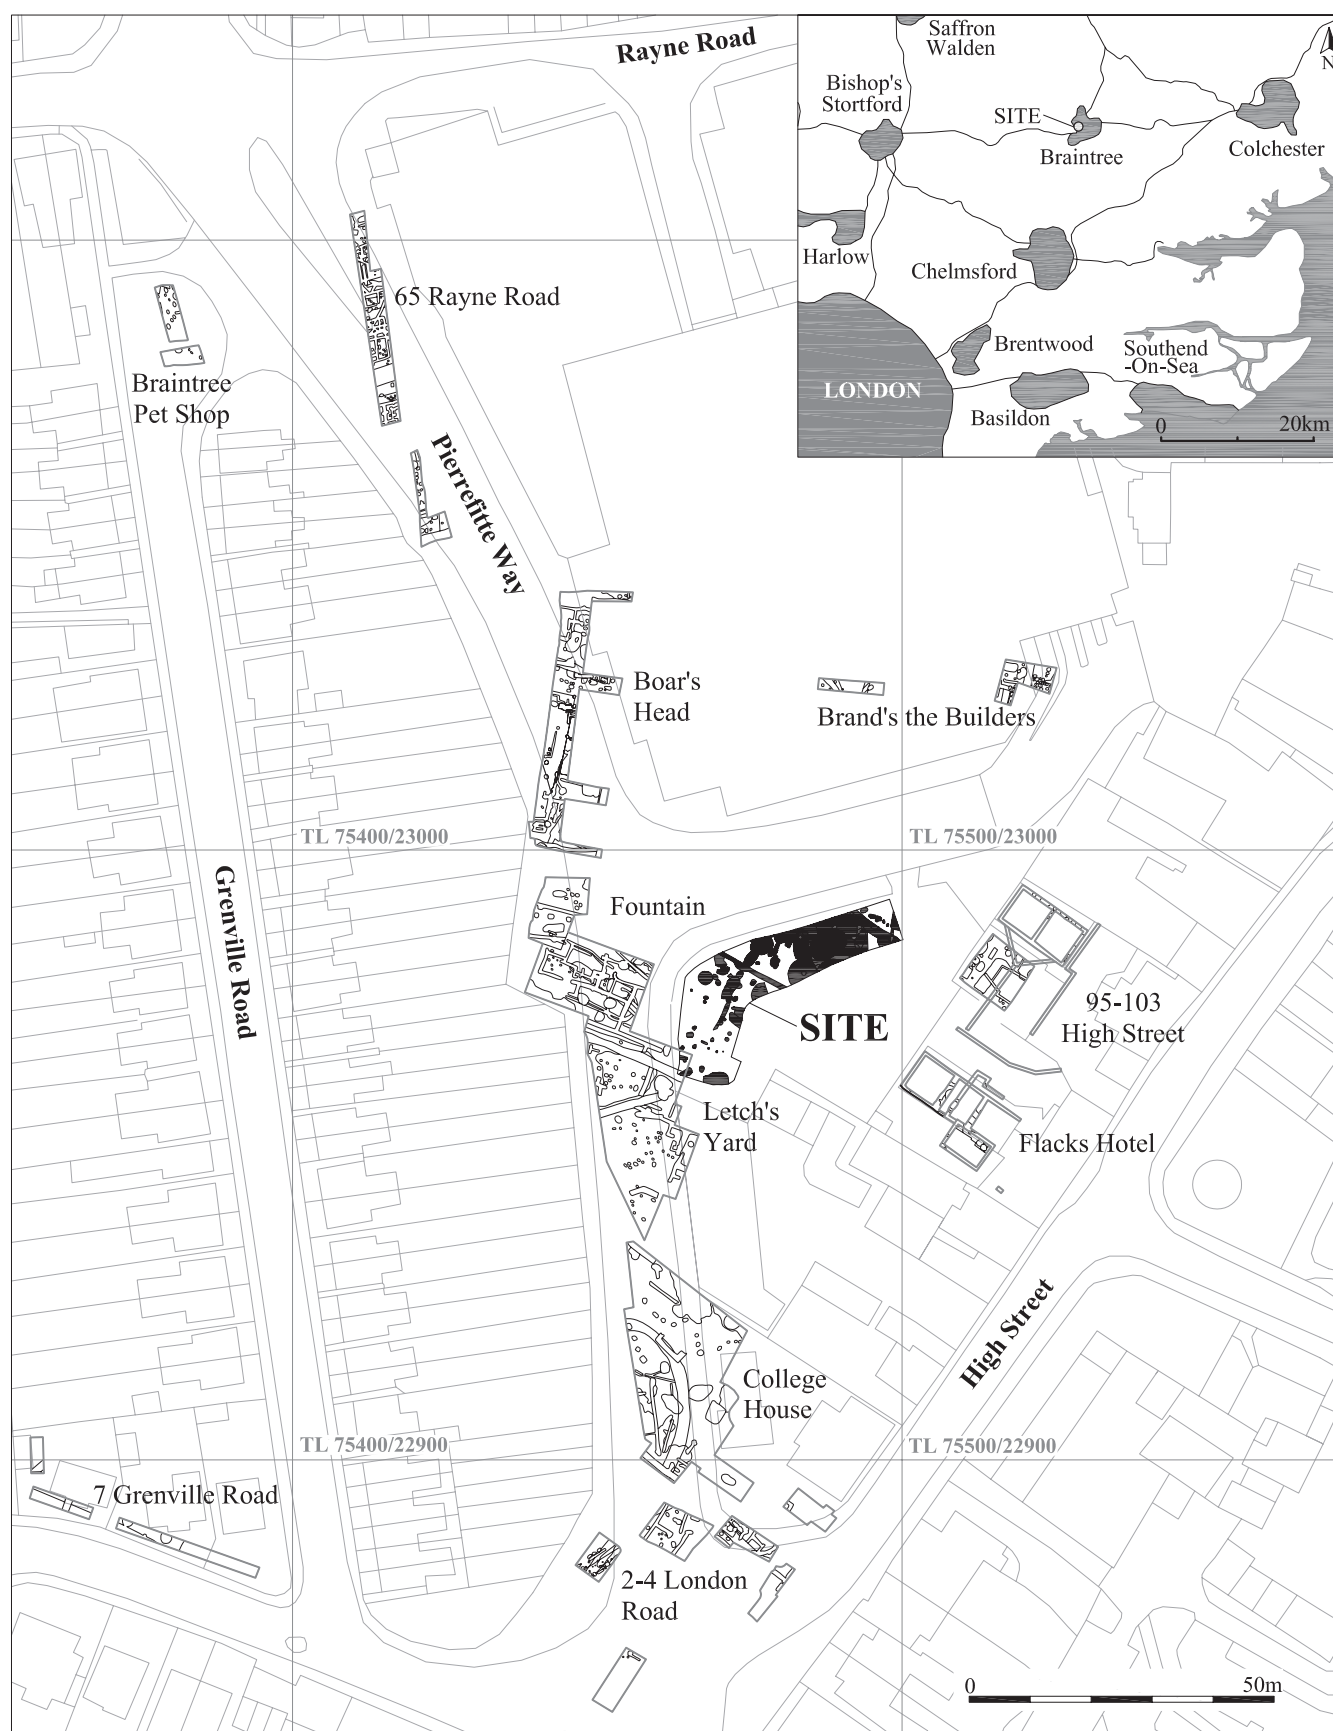 Rayne Road
Saffron
Walden
N
Bishop's
Stortford
SITE
Braintree
Colchester
Harlow
Chelmsford
Brentwood
Southend
-On-Sea
LONDON
Basildon
0 20km
65 Rayne Road
Braintree
Pet Shop
Pierrefitte Way
Boar's
Head
Brand's the Builders
TL 75400/23000
TL 75500/23000
Grenville Road
Fountain
SITE
95-103
High Street
Letch's
Yard
Flacks Hotel
High Street
College
House
TL 75400/22900
TL 75500/22900
7 Grenville Road
2-4 London
Road
0 50m